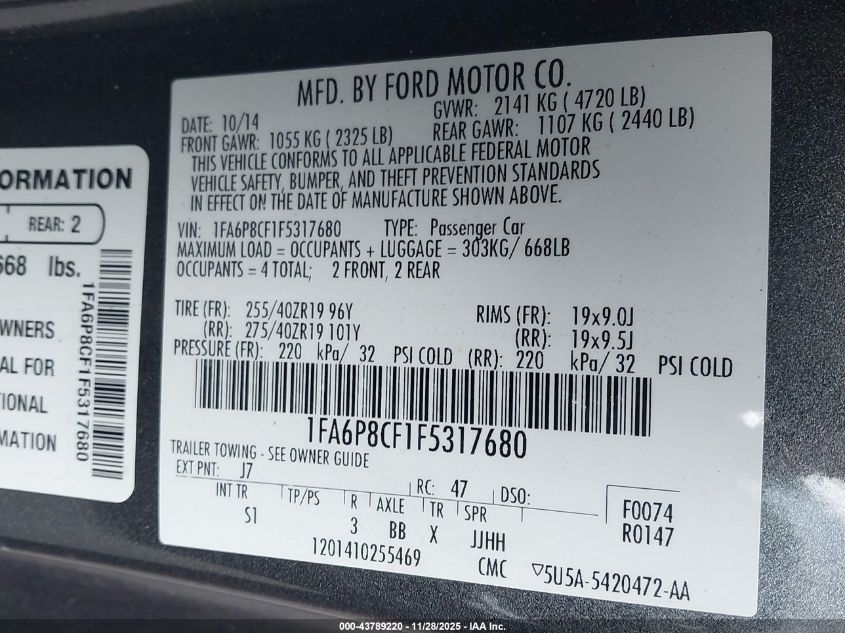 MFD. BY FORD MOTOR CO.
DATE: 10/14 GVWR: 2141 KG ( 4720 LB)
FRONT GAWR: 1055 KG ( 2325 LB) REAR GAWR: 1107 KG ( 2440 LB)
THIS VEHICLE CONFORMS TO ALL APPLICABLE FEDERAL MOTOR
VEHICLE SAFETY, BUMPER, AND THEFT PREVENTION STANDARDS
IN EFFECT ON THE DATE OF MANUFACTURE SHOWN ABOVE.
VIN: 1FA6P8CF1F5317680 TYPE: Passenger Car
MAXIMUM LOAD = OCCUPANTS + LUGGAGE = 303KG/ 668LB
OCCUPANTS = 4 TOTAL; 2 FRONT, 2 REAR
TIRE (FR): 255/40ZR19 96Y RIMS (FR): 19x9.0J
(RR): 275/40ZR19 101Y (RR): 19x9.5J
PRESSURE (FR): 220 kPa/ 32 PSI COLD (RR): 220 kPa/ 32 PSI COLD
1FA6P8CF1F5317680
TRAILER TOWING - SEE OWNER GUIDE
EXT PNT: J7 RC: 47 DSO:
INT TR TP/PS R AXLE TR SPR
S1 3 BB X JJHH
F0074
R0147
1201410255469 CMC ▽5U5A-5420472-AA
ORMATION
REAR: 2
668 lbs.
WNERS
AL FOR
IONAL
MATION
1FA6P8CF1F5317680
000-43789220 - 11/28/2025 - IAA Inc.